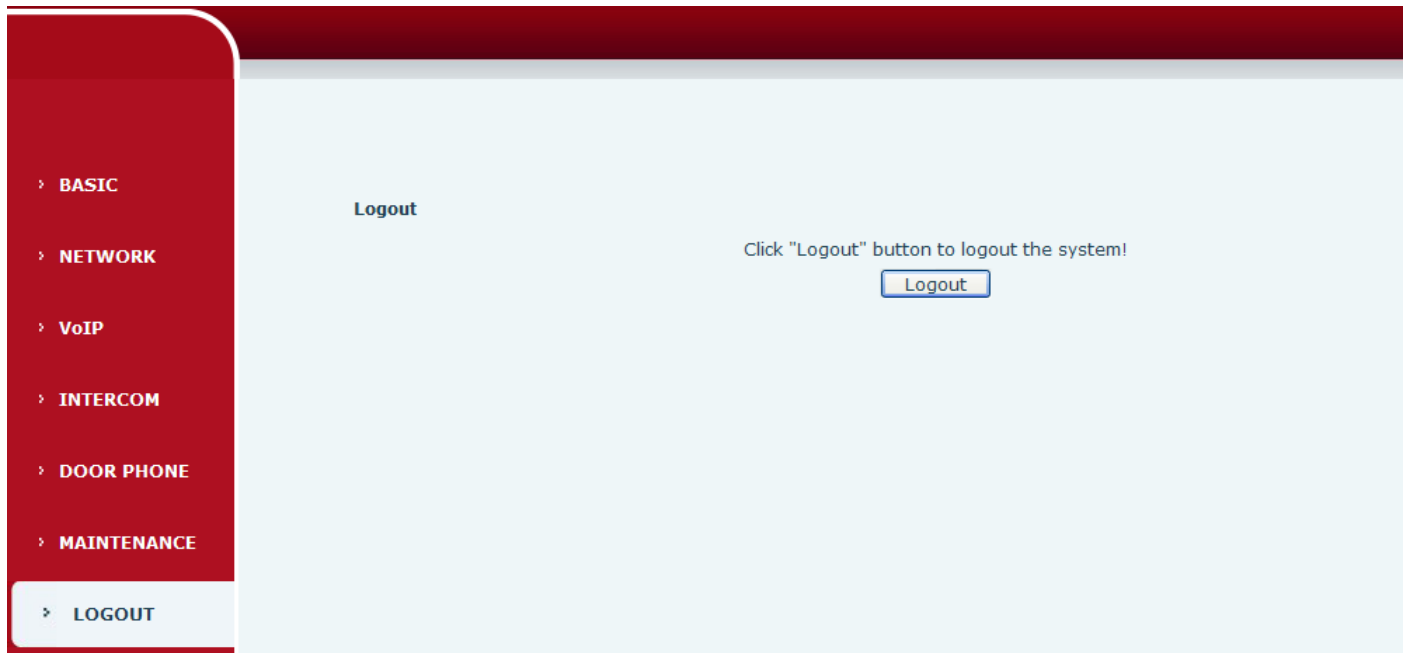 BASIC
NETWORK
VoIP
INTERCOM
DOOR PHONE
MAINTENANCE
LOGOUT
Logout
Click "Logout" button to logout the system!
Logout